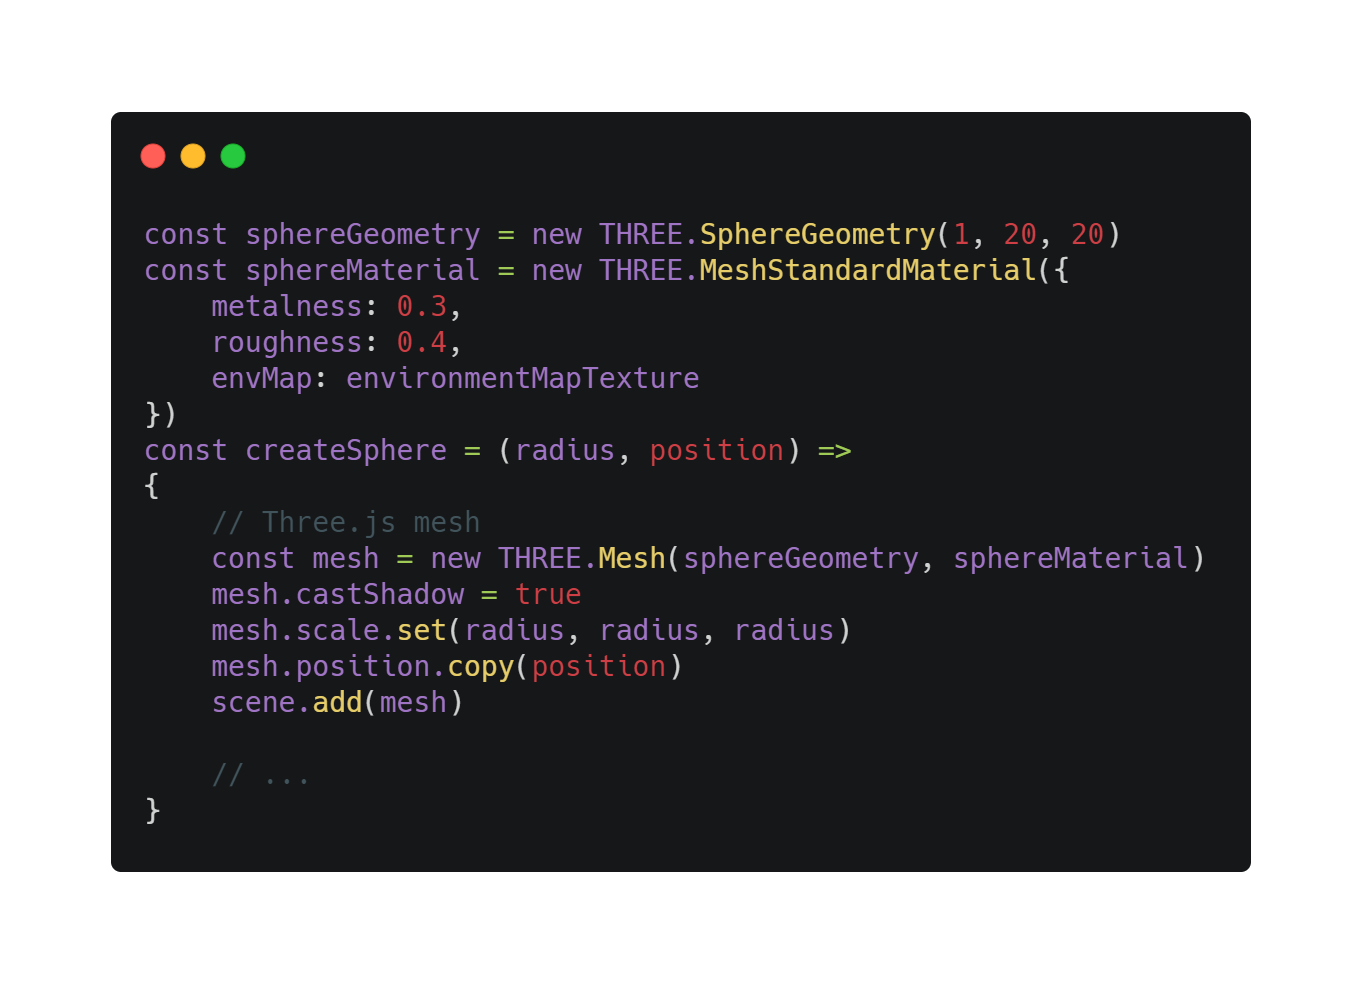 const sphereGeometry = new THREE.SphereGeometry(1, 20, 20)
const sphereMaterial = new THREE.MeshStandardMaterial({
    metalness: 0.3,
    roughness: 0.4,
    envMap: environmentMapTexture
})
const createSphere = (radius, position) =>
{
    // Three.js mesh
    const mesh = new THREE.Mesh(sphereGeometry, sphereMaterial)
    mesh.castShadow = true
    mesh.scale.set(radius, radius, radius)
    mesh.position.copy(position)
    scene.add(mesh)

    // ...
}